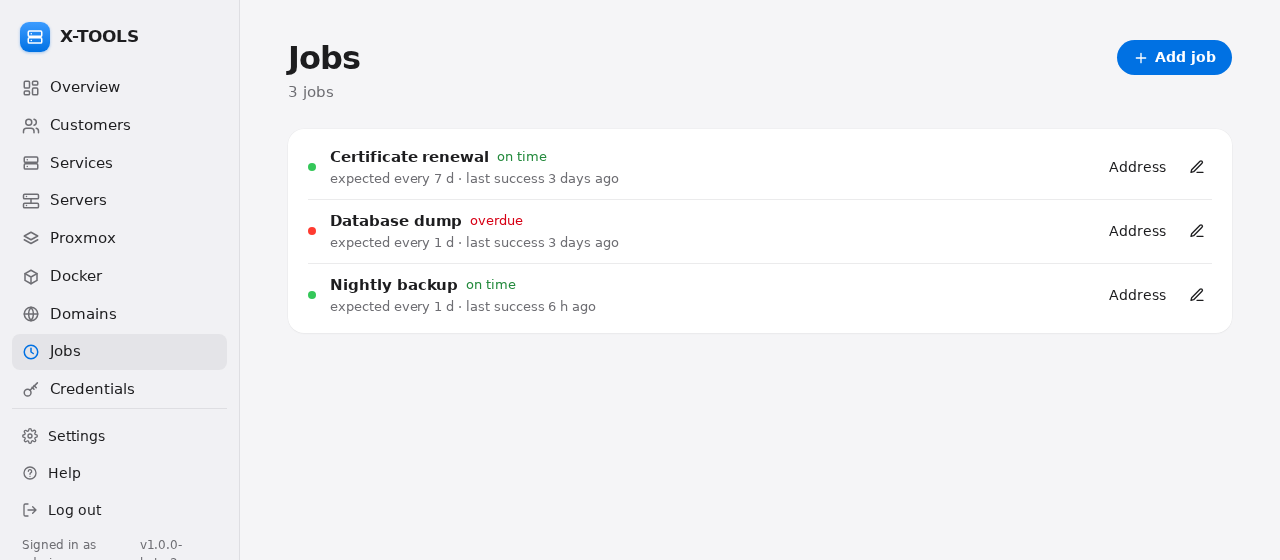 X-TOOLS
Overview
Customers
Services
Servers
Proxmox
Docker
Domains
Jobs
Credentials
Settings
Help
Log out
Signed in as
v1.0.0-
Jobs
3 jobs
Add job
Certificate renewal on time
expected every 7 d · last success 3 days ago
Address
Database dump overdue
expected every 1 d · last success 3 days ago
Address
Nightly backup on time
expected every 1 d · last success 6 h ago
Address